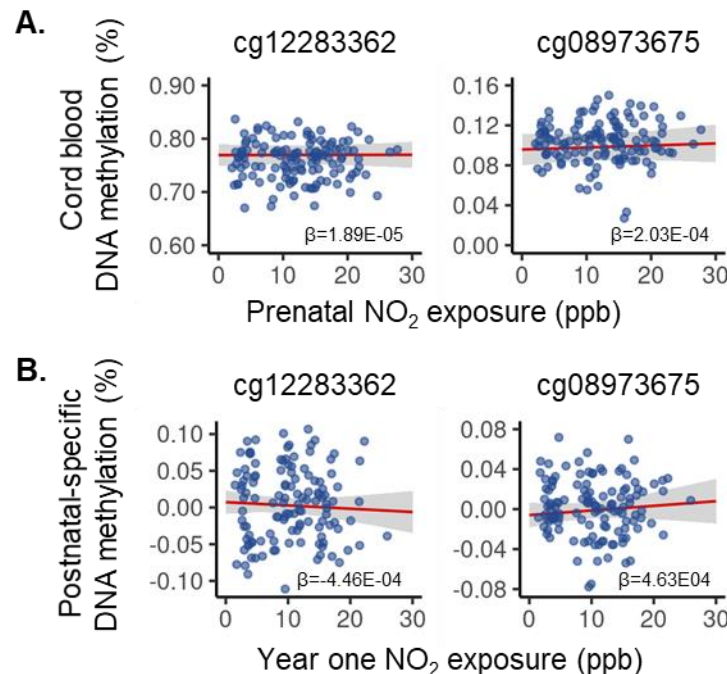 A.
cg12283362
cg08973675
Cord blood
DNA methylation (%)
0.90
0.80
0.70
0.60
β=1.89E-05
0 10 20 30
0.16
0.12
0.08
0.04
0.00
β=2.03E-04
0 10 20 30
Prenatal NO₂ exposure (ppb)
B.
cg12283362
cg08973675
Postnatal-specific
DNA methylation (%)
0.10
0.05
0.00
-0.05
-0.10
β=-4.46E-04
0 10 20 30
0.08
0.04
0.00
-0.04
-0.08
β=4.63E04
0 10 20 30
Year one NO₂ exposure (ppb)